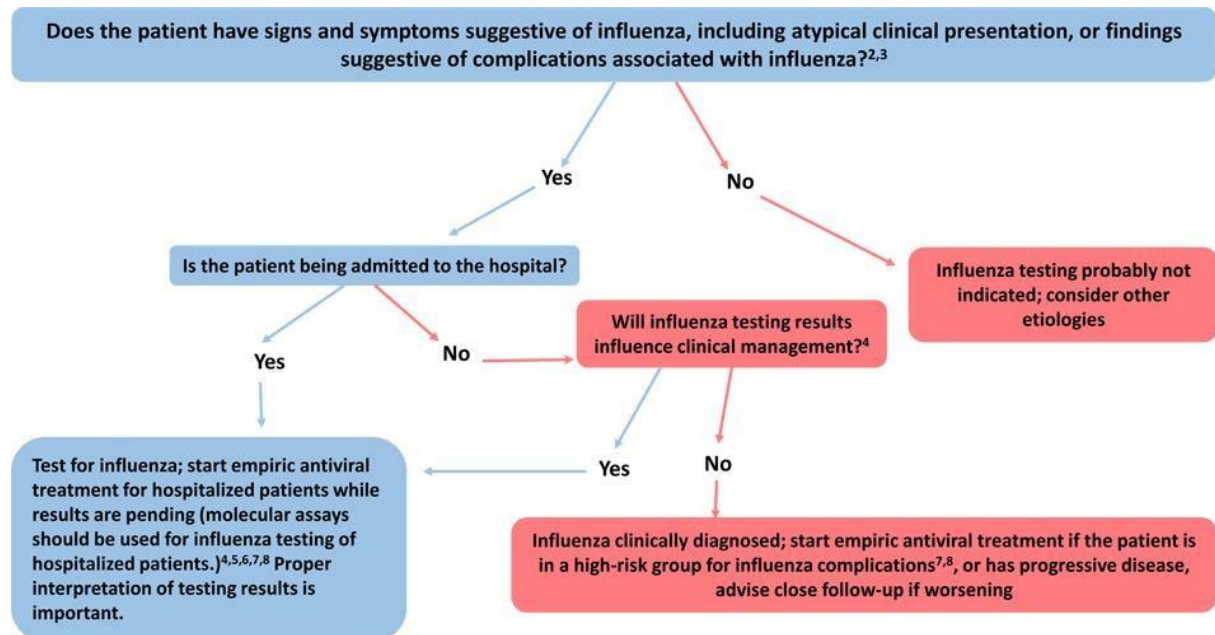 Does the patient have signs and symptoms suggestive of influenza, including atypical clinical presentation, or findings
suggestive of complications associated with influenza?2,3
Yes
No
Is the patient being admitted to the hospital?
Influenza testing probably not
indicated; consider other
etiologies
Will influenza testing results
influence clinical management?4
Yes
No
Test for influenza; start empiric antiviral
treatment for hospitalized patients while
results are pending (molecular assays
should be used for influenza testing of
hospitalized patients.)4,5,6,7,8 Proper
interpretation of testing results is
important.
Yes
No
Influenza clinically diagnosed; start empiric antiviral treatment if the patient is
in a high-risk group for influenza complications7,8, or has progressive disease,
advise close follow-up if worsening